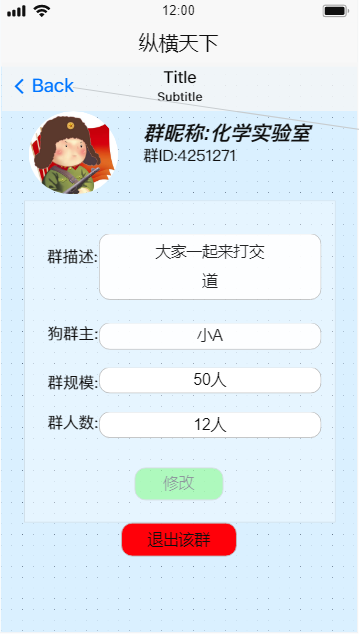 12:00
纵横天下
Back
Title
Subtitle
群昵称:化学实验室
群ID:4251271
群描述:
大家一起来打交
道
狗群主:
小A
群规模:
50人
群人数:
12人
修改
退出该群